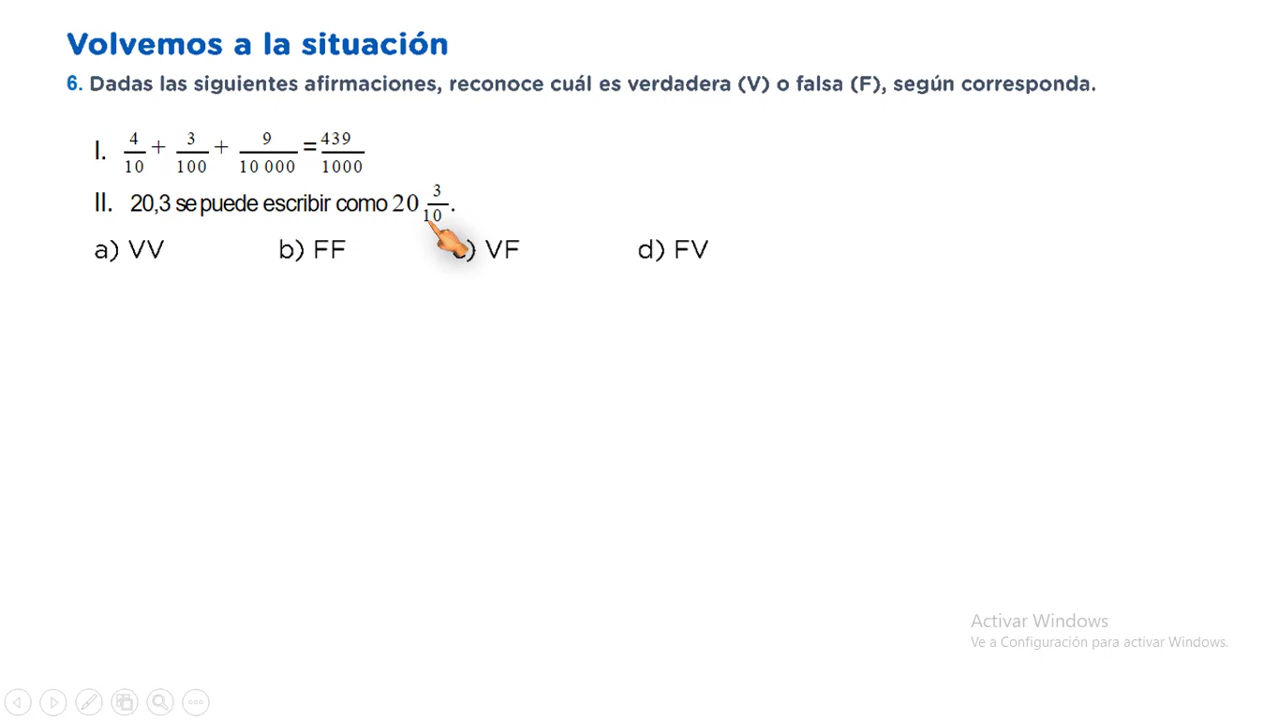 Volvemos a la situación
6. Dadas las siguientes afirmaciones, reconoce cuál es verdadera (V) o falsa (F), según corresponda.
I. 4/10 + 3/100 + 9/10 000 = 439/1000
II. 20,3 se puede escribir como 20 3/10.
a) VV b) FF c) VF d) FV
Activar Windows
Ve a Configuración para activar Windows.